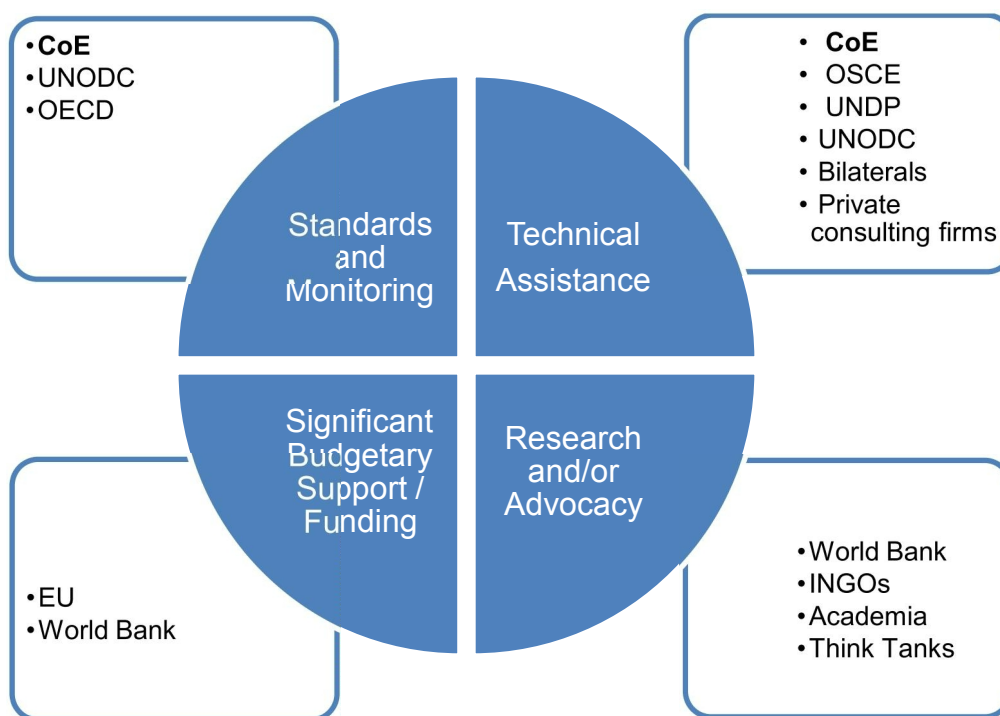 •CoE
•UNODC
•OECD
• CoE
• OSCE
• UNDP
• UNODC
• Bilaterals
• Private
consulting firms
Standards
and
Monitoring
Technical
Assistance
Significant
Budgetary
Support /
Funding
Research
and/or
Advocacy
•EU
•World Bank
•World Bank
•INGOs
•Academia
•Think Tanks